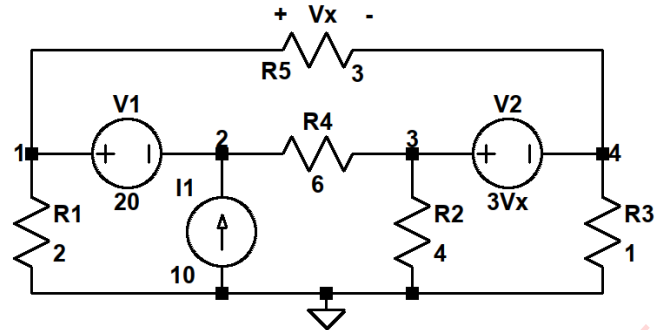 + Vx -
R5 3
V1 R4 V2
1 + - 2 3 + - 4
R1 20 I1 6 R2 3Vx R3
2 10 4 1